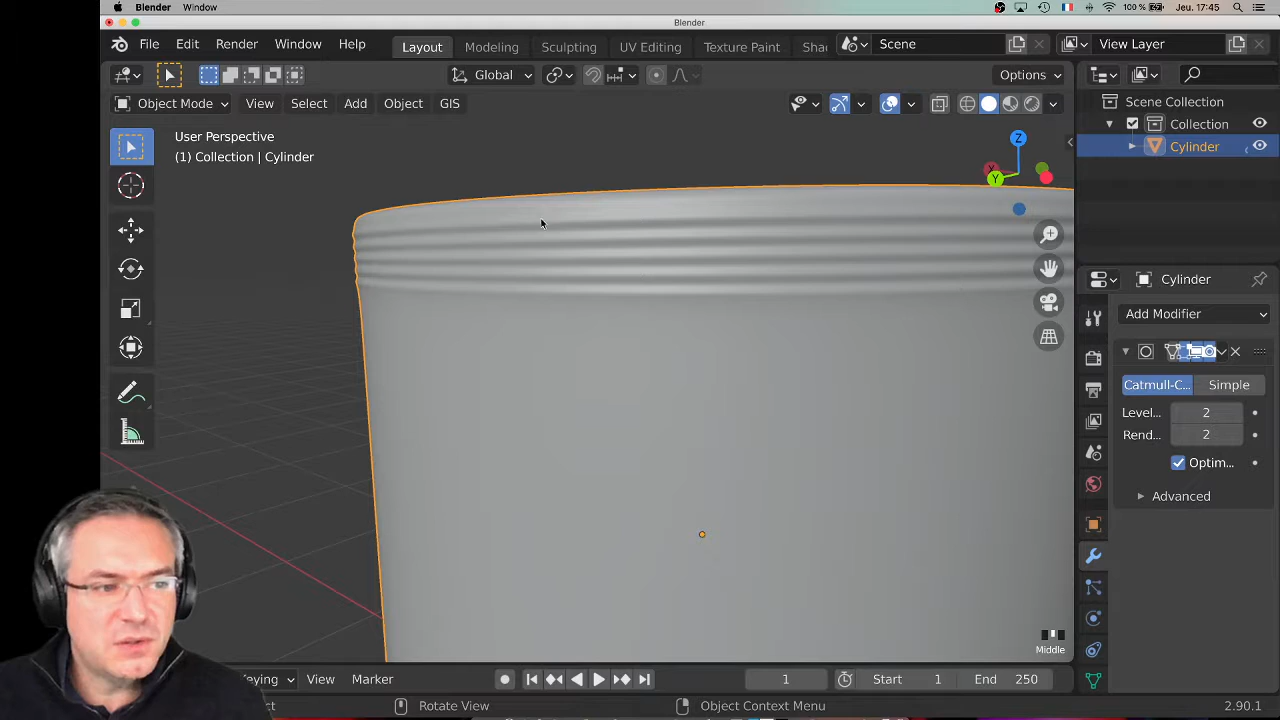 Blender Window 100 % Jeu. 17:45
Blender
File Edit Render Window Help Layout Modeling Sculpting UV Editing Texture Paint Sha Scene View Layer
Global Options
Object Mode View Select Add Object GIS
Scene Collection
Collection
Cylinder
User Perspective
(1) Collection | Cylinder
Z
Y
Cylinder
Add Modifier
Catmull-C... Simple
Level... 2
Rend... 2
Optim...
Advanced
Middle
eying View Marker 1 Start 1 End 250
ct Rotate View Object Context Menu 2.90.1